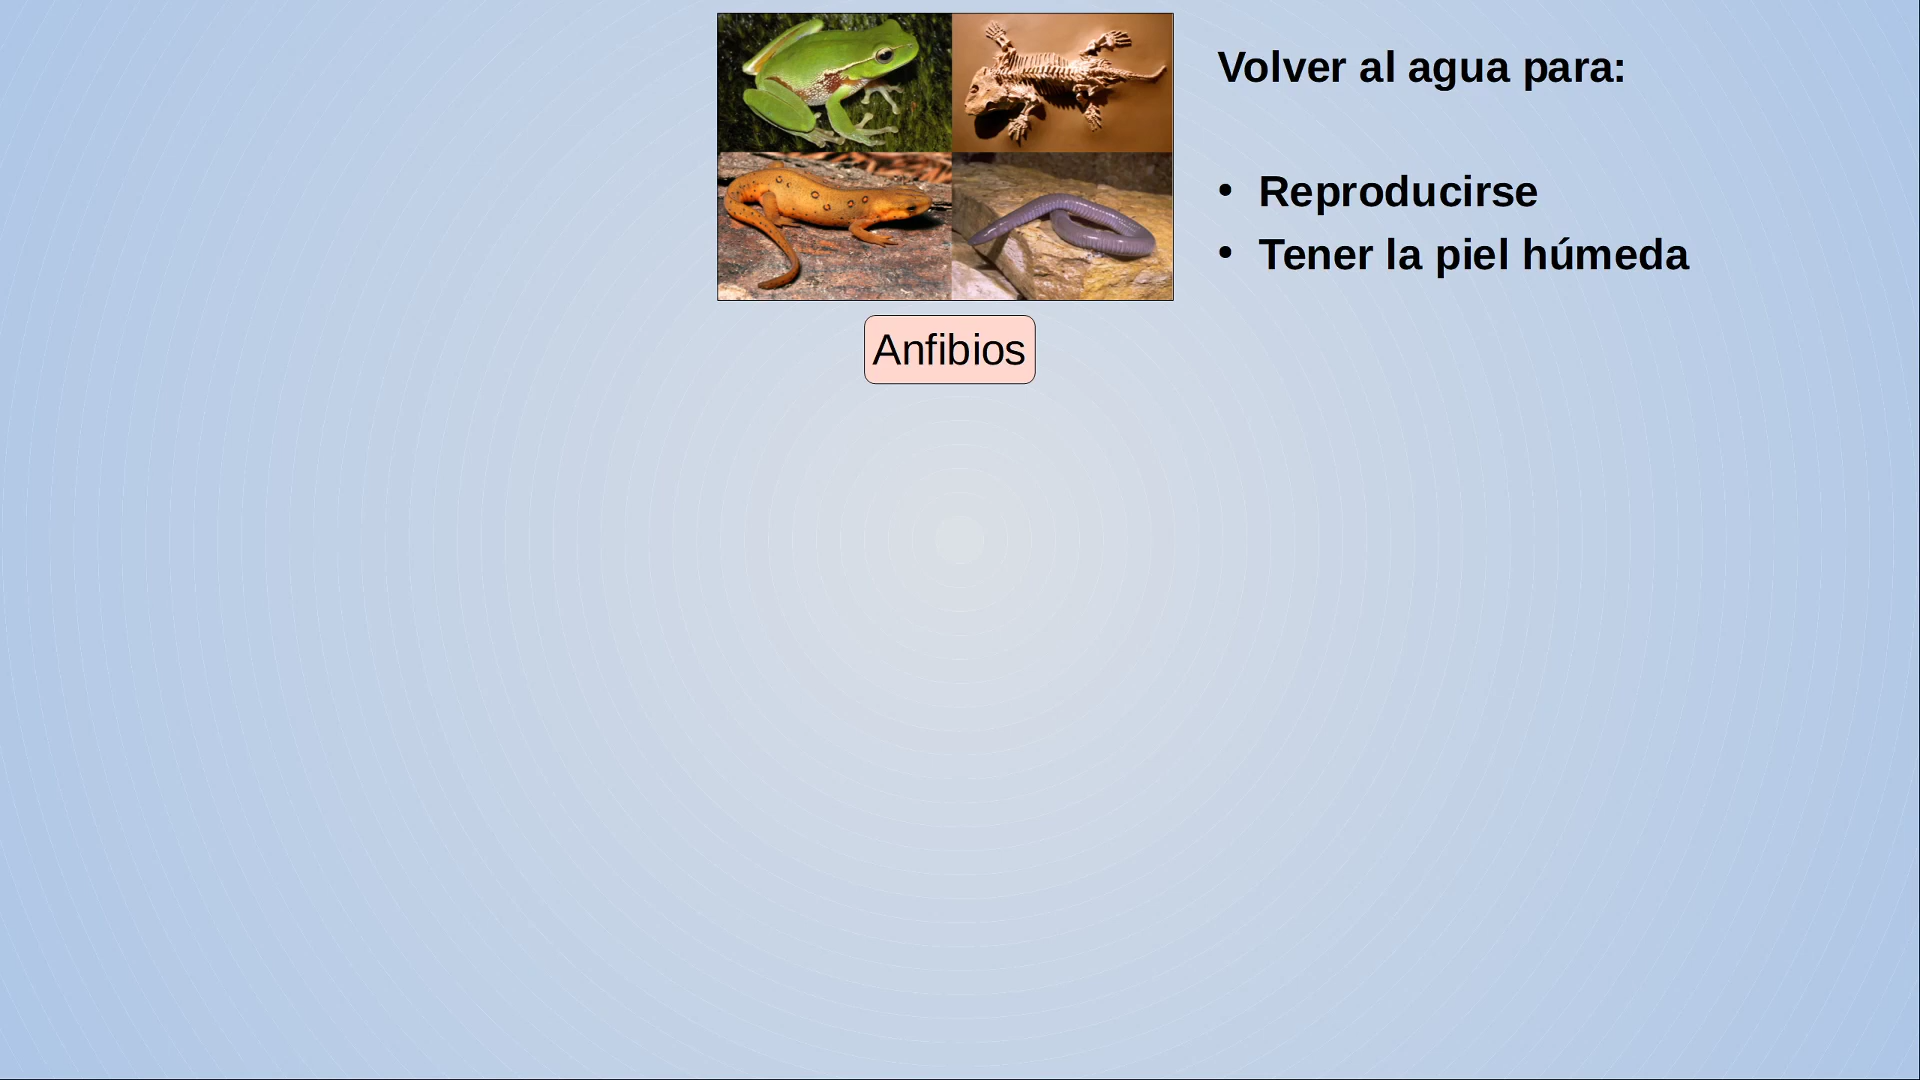 Volver al agua para:
• Reproducirse
• Tener la piel húmeda
Anfibios